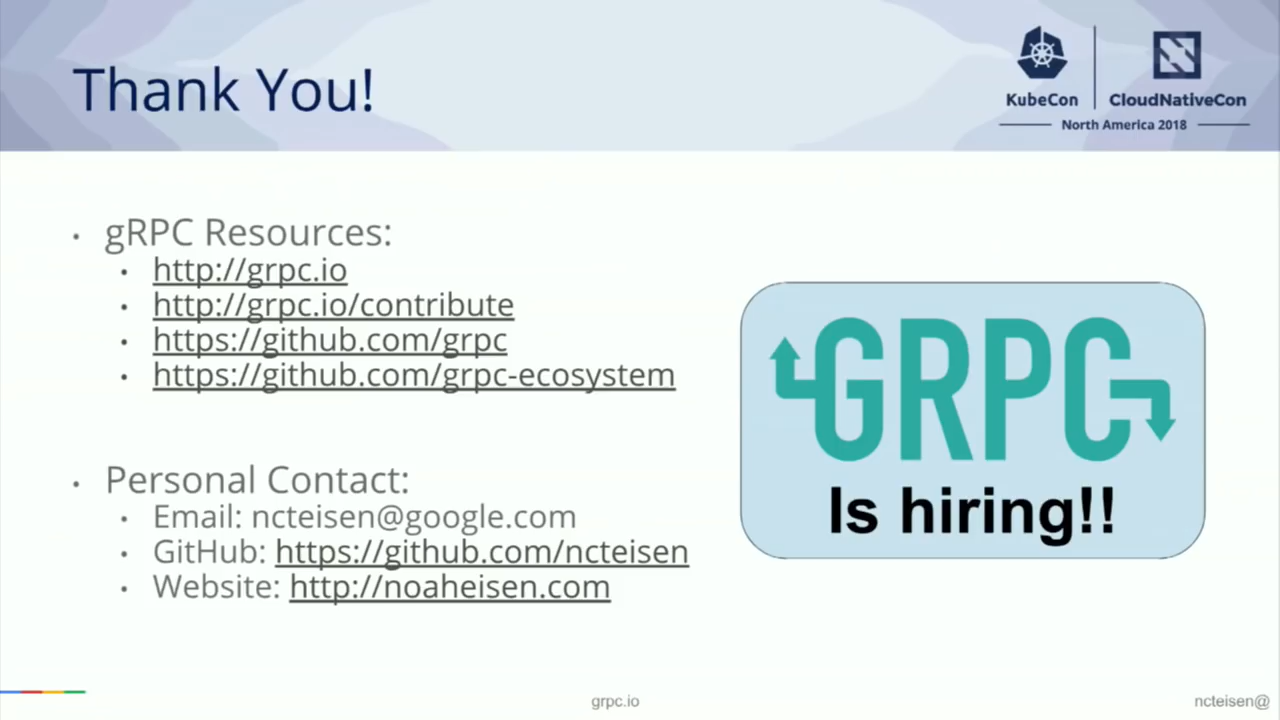 Thank You!
KubeCon
CloudNativeCon
North America 2018
• gRPC Resources:
• http://grpc.io
• http://grpc.io/contribute
• https://github.com/grpc
• https://github.com/grpc-ecosystem
GRPC
Is hiring!!
• Personal Contact:
• Email: ncteisen@google.com
• GitHub: https://github.com/ncteisen
• Website: http://noaheisen.com
grpc.io
ncteisen@